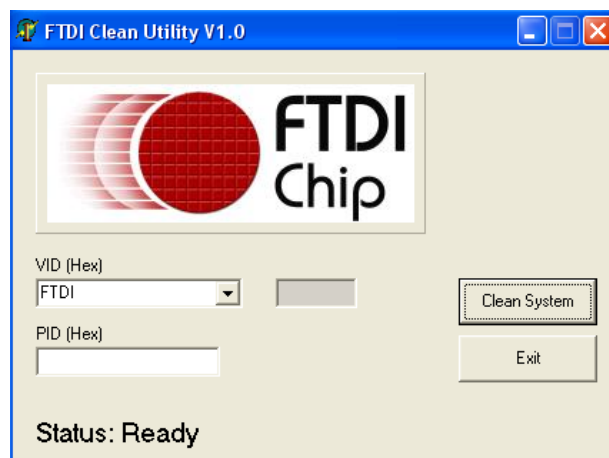 FTDI Clean Utility V1.0
FTDI
Chip
VID (Hex)
FTDI
Clean System
PID (Hex)
Exit
Status: Ready